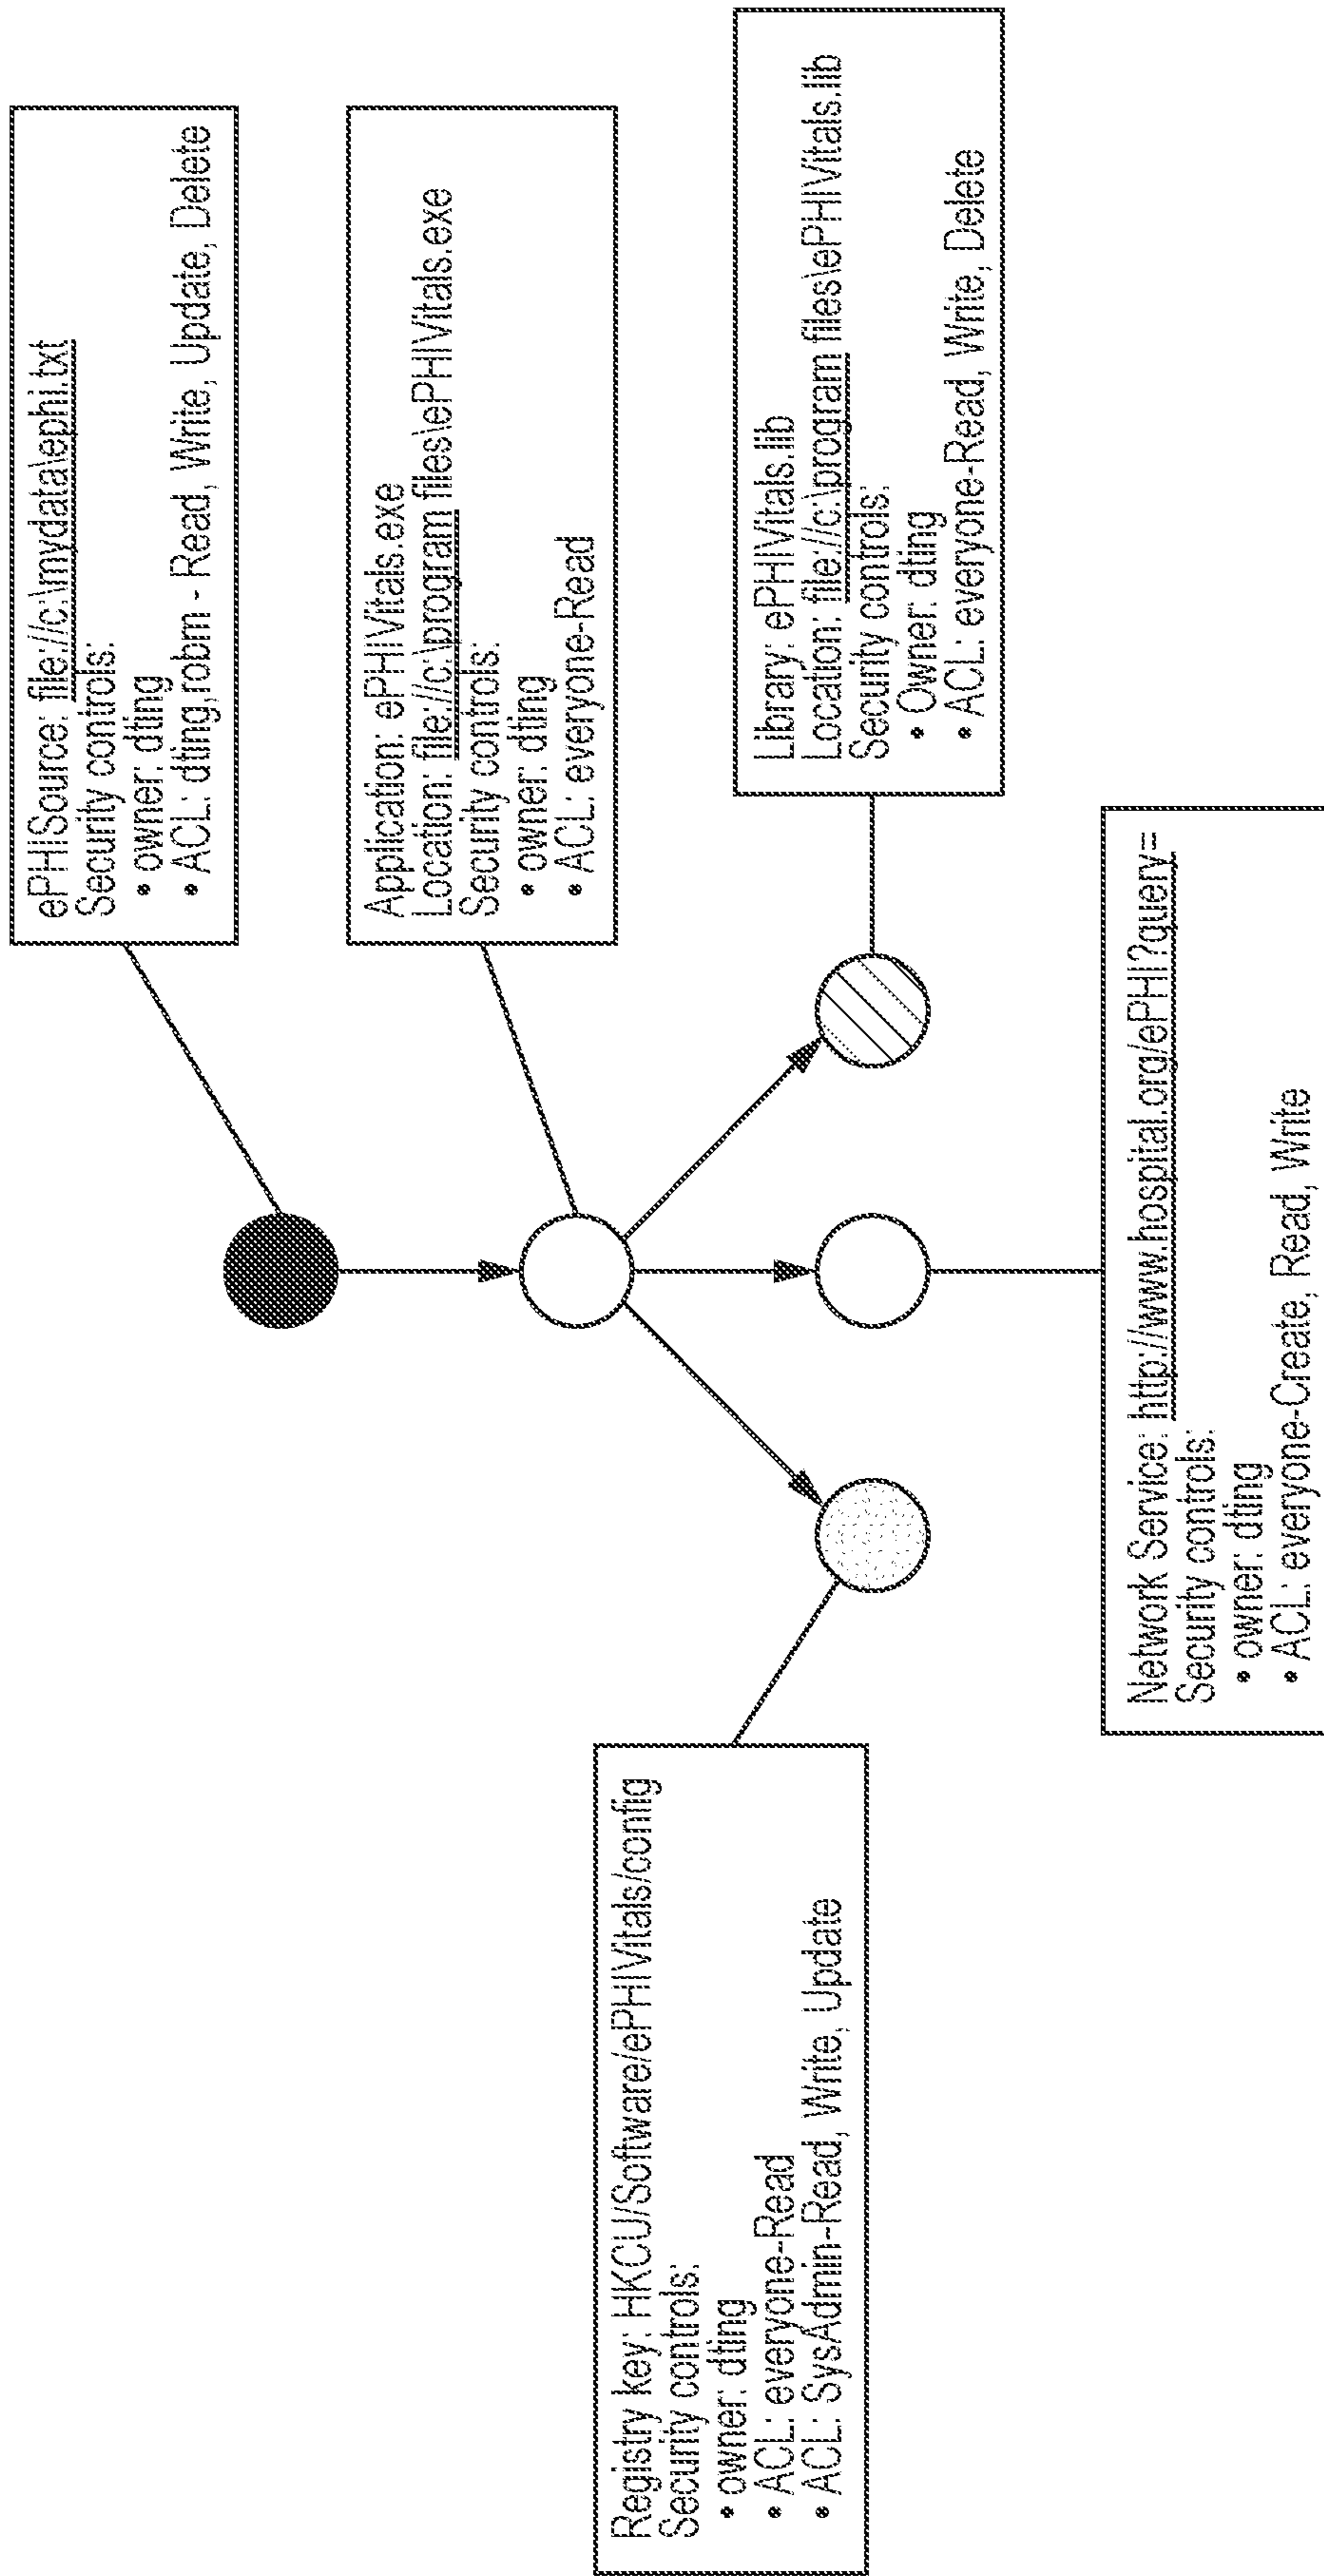 ePHISource: file://c:\mydata\ephi.txt
Security controls:
• owner: dting
• ACL: dting,robm - Read, Write, Update, Delete
Application: ePHIVitals.exe
Location: file://c:\program files\ePHIVitals.exe
Security controls:
• owner: dting
• ACL: everyone-Read
Library: ePHIVitals.lib
Location: file://c:\program files\ePHIVitals.lib
Security controls:
• Owner: dting
• ACL: everyone-Read, Write, Delete
Registry key: HKCU/Software/ePHIVitals/config
Security controls:
• owner: dting
• ACL: everyone-Read
• ACL: SysAdmin-Read, Write, Update
Network Service: http://www.hospital.org/ePHI?query=
Security controls:
• owner: dting
• ACL: everyone-Create, Read, Write